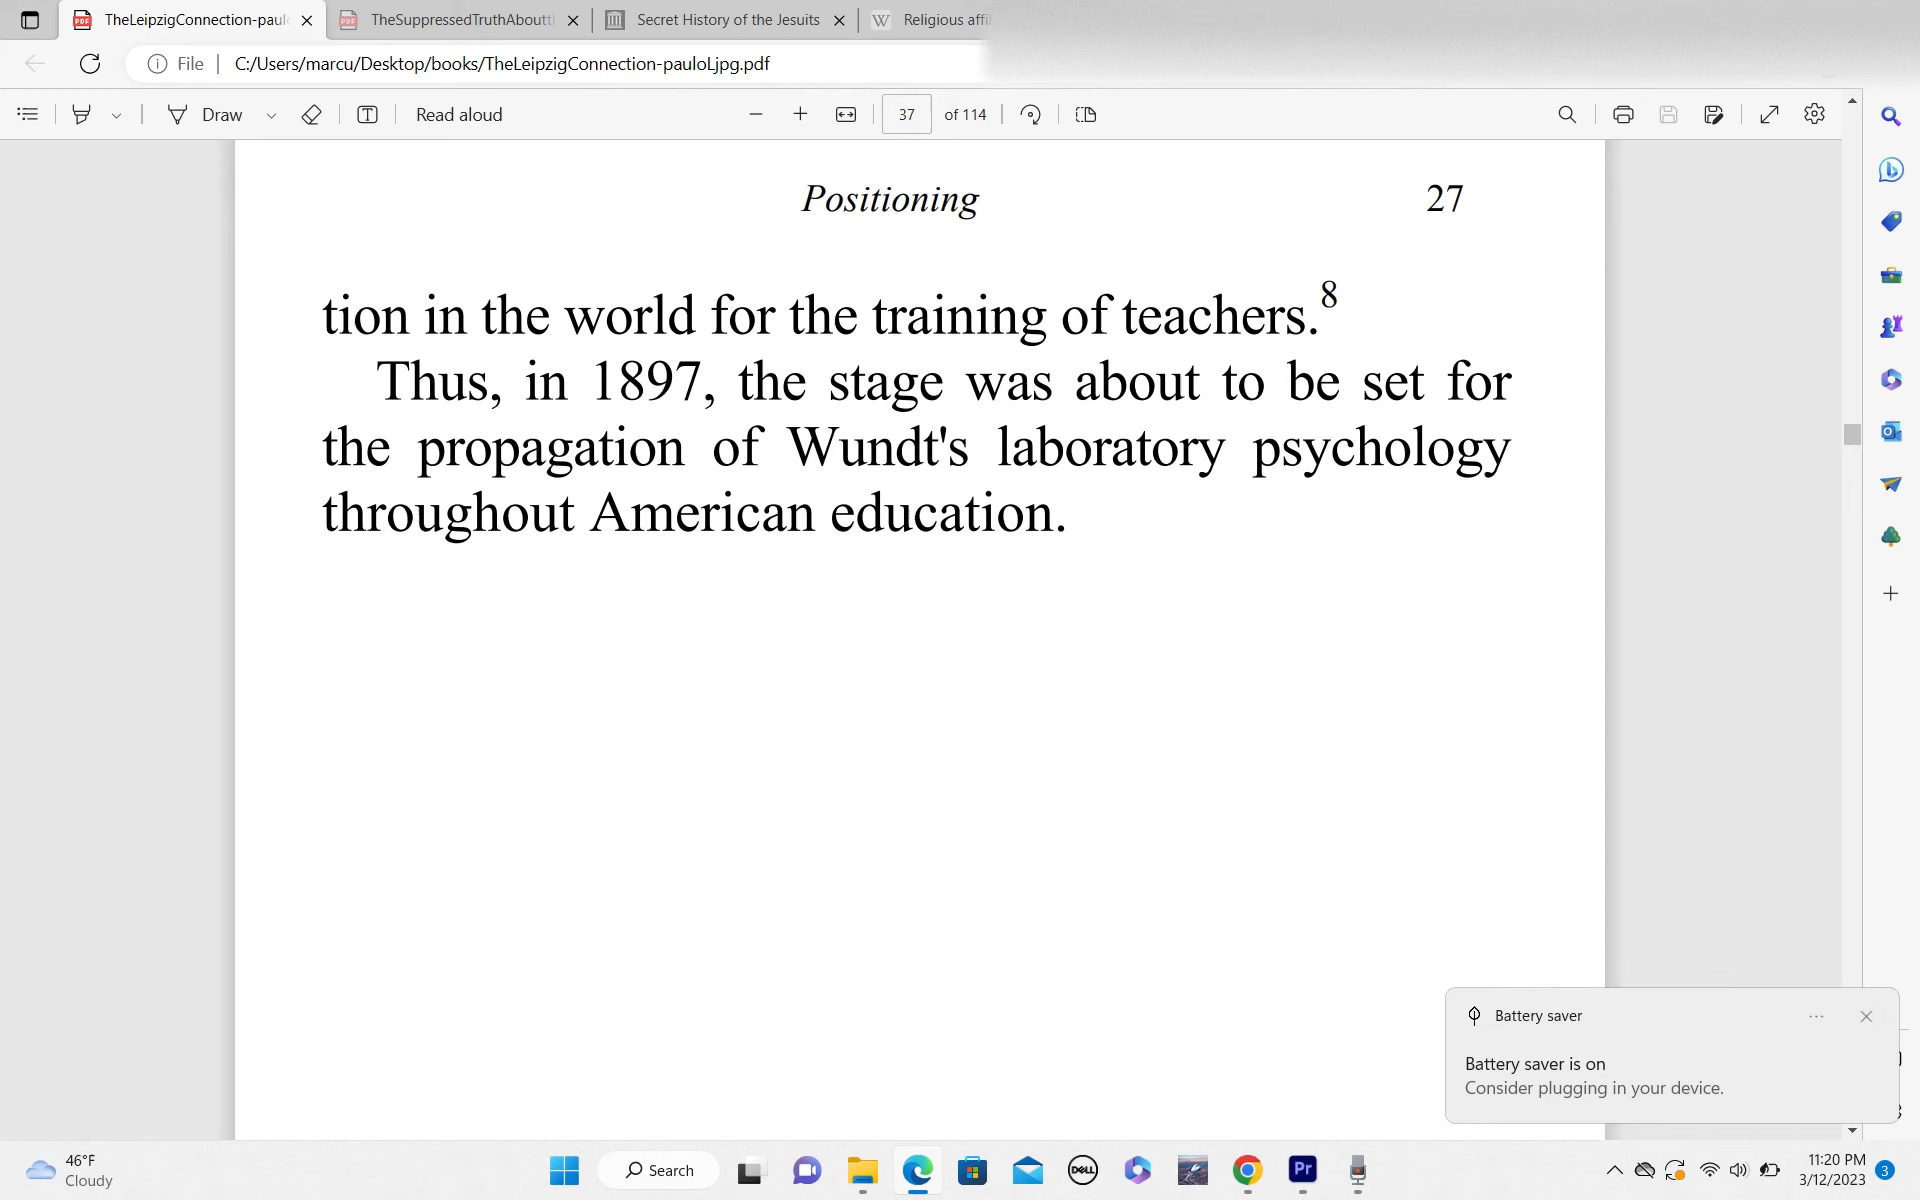 TheLeipzigConnection-paul
TheSuppressedTruthAboutt
Secret History of the Jesuits
W Religious affi
File C:/Users/marcu/Desktop/books/TheLeipzigConnection-pauloLjpg.pdf
Draw Read aloud 37 of 114
Positioning 27
tion in the world for the training of teachers.8
Thus, in 1897, the stage was about to be set for
the propagation of Wundt's laboratory psychology
throughout American education.
Battery saver
Battery saver is on
Consider plugging in your device.
46°F
Cloudy
Search
DELL
Pr
11:20 PM
3/12/2023
3